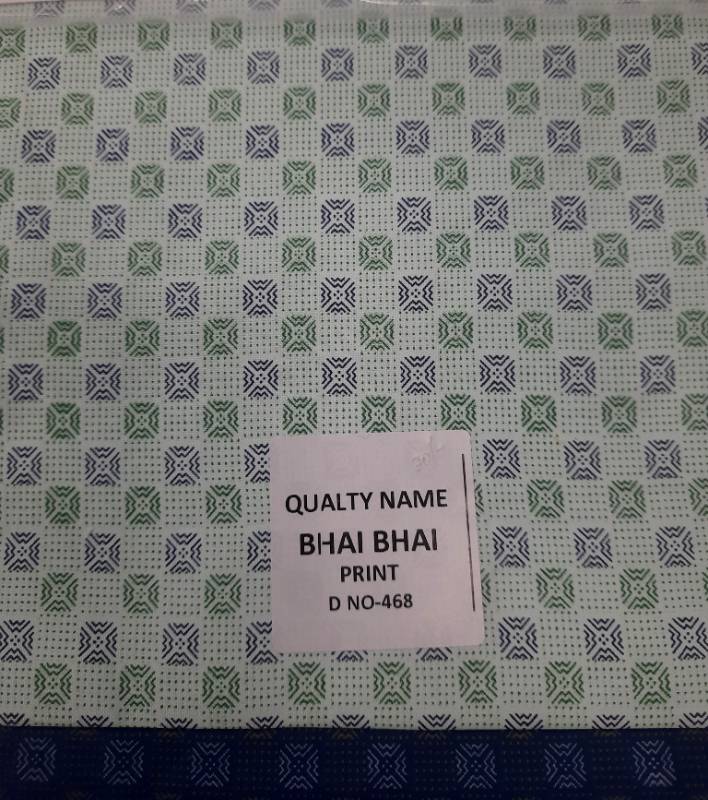 QUALTY NAME
BHAI BHAI
PRINT
D NO-468